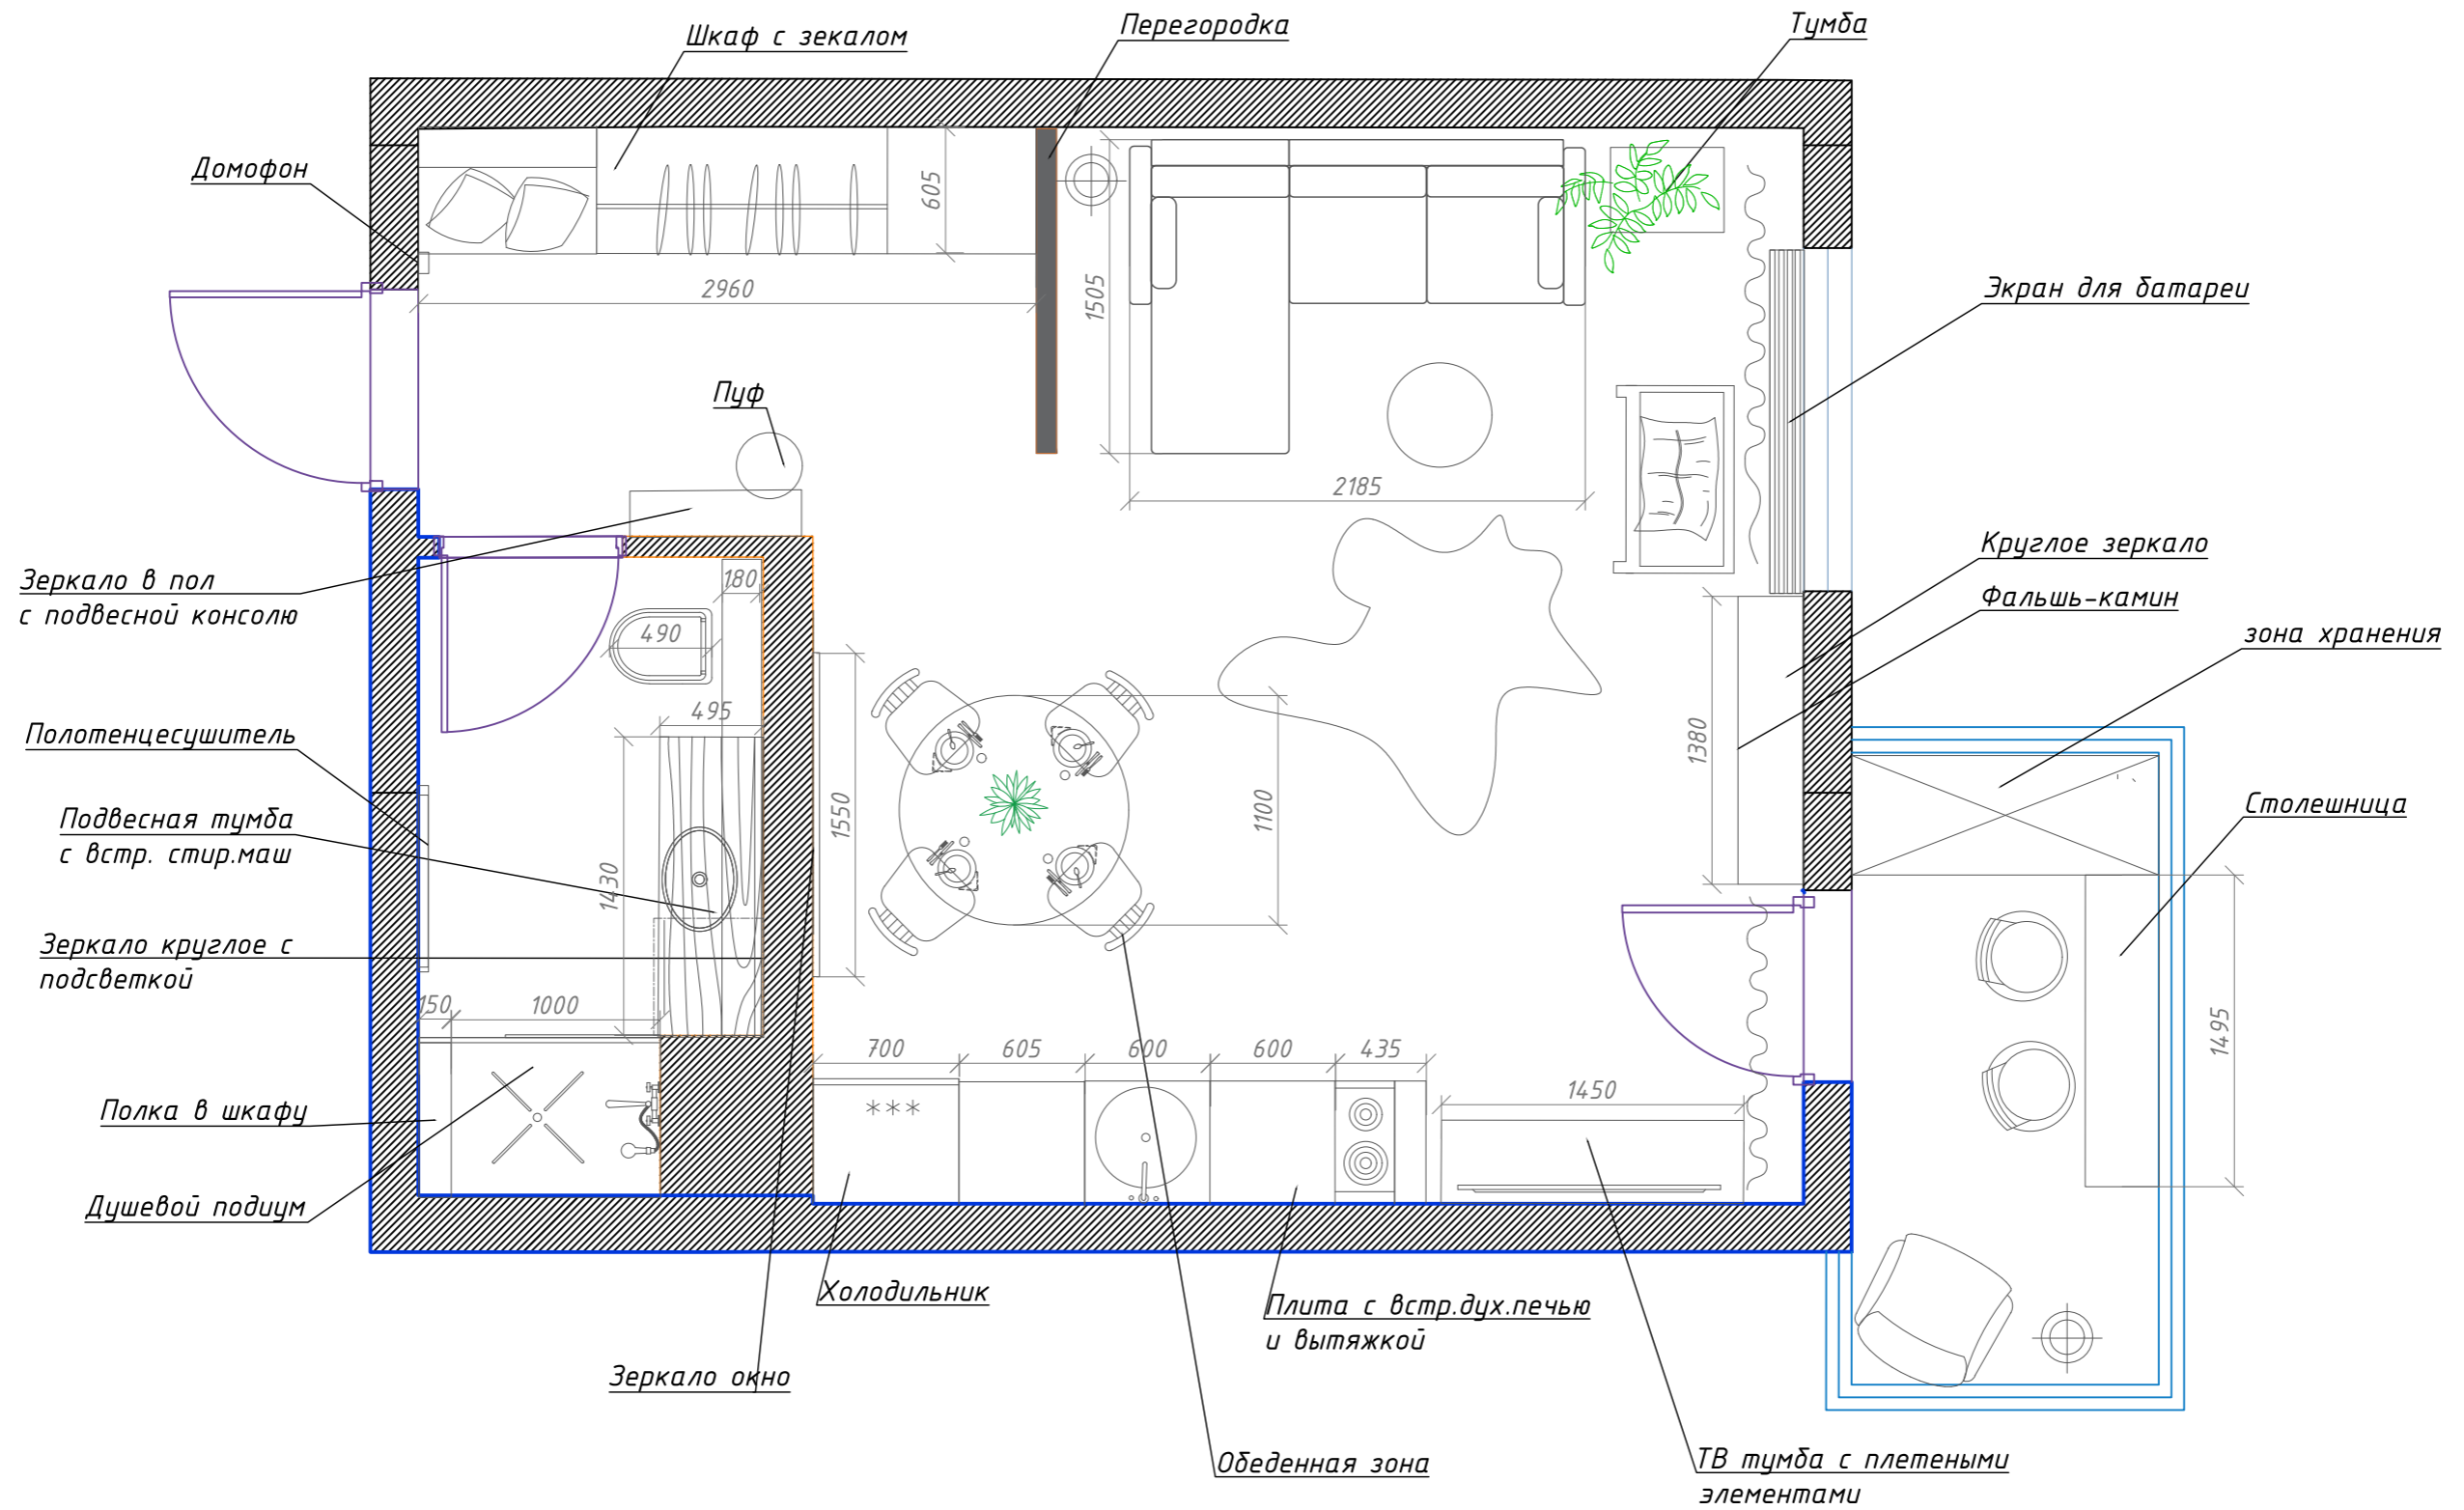 Шкаф с зекалом
Перегородка
Тумба
Домофон
605
2960
1505
Экран для батареи
Пуф
2185
Круглое зеркало
Зеркало в пол
с подвесной консолю
180
490
Фальшь-камин
зона хранения
495
Полотенцесушитель
1380
1550
1100
Подвесная тумба
с встр. стир.маш
1430
Столешница
Зеркало круглое с
подсветкой
150
1000
1495
700
605
600
600
435
1450
Полка в шкафу
***
Душевой подиум
Холодильник
Плита с встр.дух.печью
и вытяжкой
Зеркало окно
Обеденная зона
ТВ тумба с плетеными
элементами